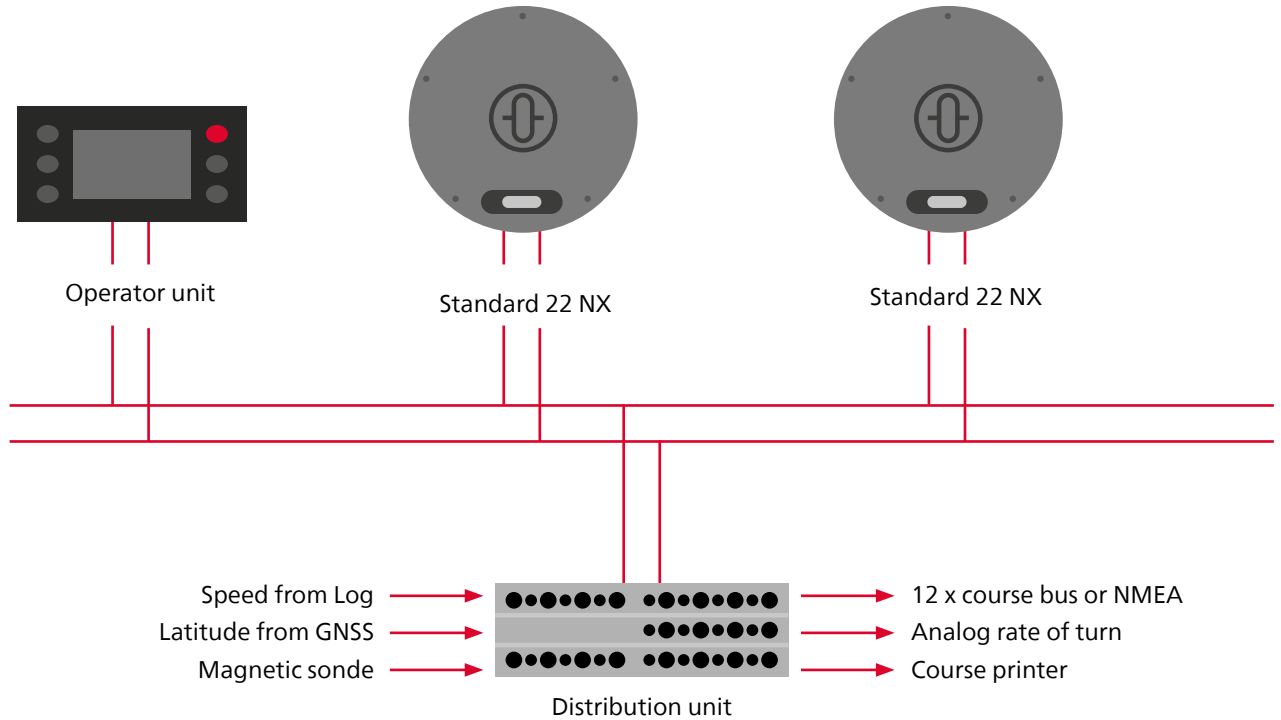 Operator unit
Standard 22 NX
Standard 22 NX
Speed from Log
12 x course bus or NMEA
Latitude from GNSS
Analog rate of turn
Magnetic sonde
Course printer
Distribution unit